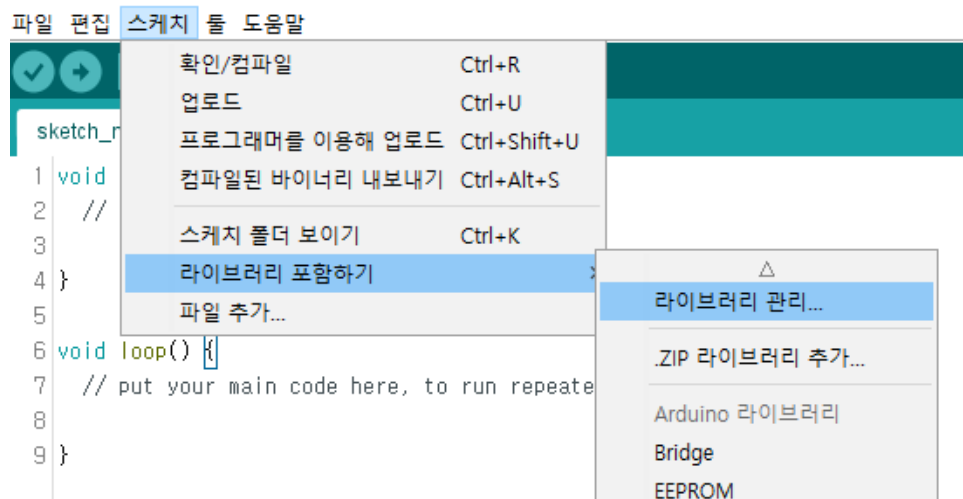 파일 편집 스케치 툴 도움말
확인/컴파일 Ctrl+R
업로드 Ctrl+U
프로그래머를 이용해 업로드 Ctrl+Shift+U
컴파일된 바이너리 내보내기 Ctrl+Alt+S
스케치 폴더 보이기 Ctrl+K
라이브러리 포함하기
파일 추가...
라이브러리 관리...
.ZIP 라이브러리 추가...
Arduino 라이브러리
Bridge
EEPROM
1 void
2 //
3
4 }
5
6 void loop() {
7 // put your main code here, to run
8
9 }